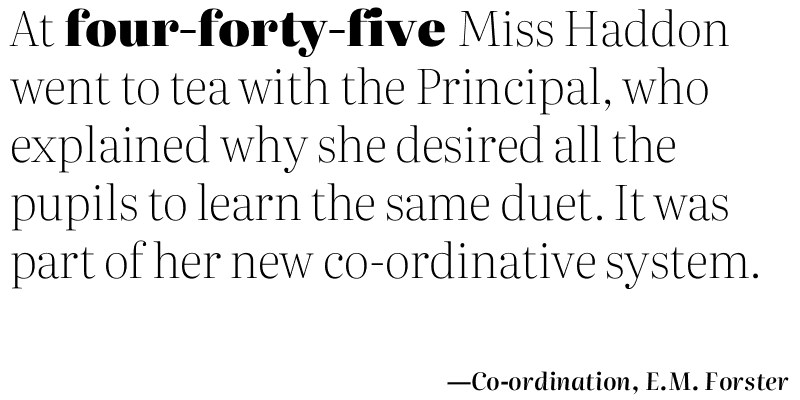 At four-forty-five Miss Haddon
went to tea with the Principal, who
explained why she desired all the
pupils to learn the same duet. It was
part of her new co-ordinative system.
—Co-ordination, E.M. Forster